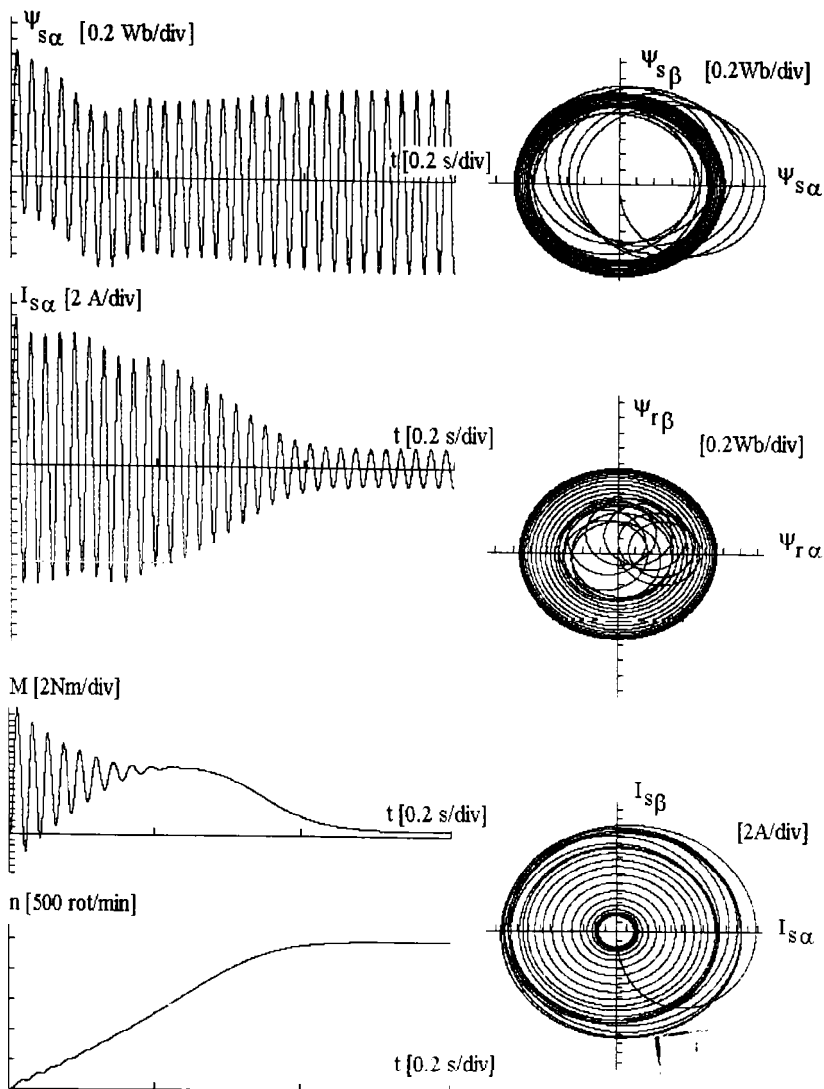 Ψsα [0.2 Wb/div]
t [0.2 s/div]
Ψsβ [0.2Wb/div]
Ψsα
Isα [2 A/div]
t [0.2 s/div]
Ψrβ
[0.2Wb/div]
Ψrα
M [2Nm/div]
t [0.2 s/div]
Isβ
[2A/div]
Isα
n [500 rot/min]
t [0.2 s/div]